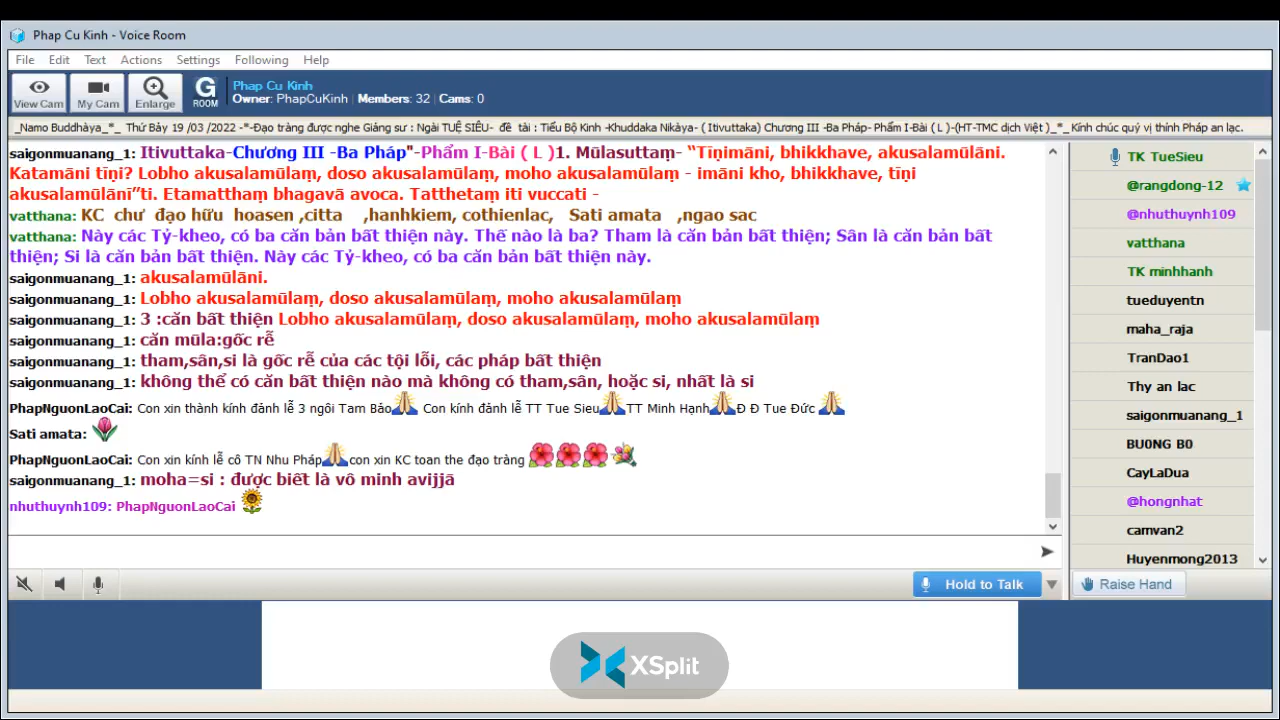 Phap Cu Kinh - Voice Room
File Edit Text Actions Settings Following Help
View Cam
My Cam
Enlarge
G
ROOM
Phap Cu Kinh
Owner: PhapCuKinh | Members: 32 | Cams: 0
_Namo Buddhàya_*_ Thứ Bảy 19 /03 /2022 -*-Đạo tràng được nghe Giảng sư : Ngài TUỆ SIÊU- đề tài : Tiểu Bộ Kinh -Khuddaka Nikàya- ( Itivuttaka) Chương III -Ba Pháp- Phẩm I-Bài ( L )-(HT-TMC dịch Việt )_*_Kính chúc quý vị thính Pháp an lạc.
saigonmuanang_1: Itivuttaka-Chương III -Ba Pháp"-Phẩm I-Bài ( L )1. Mūlasuttaṃ- “Tīṇimāni, bhikkhave, akusalamūlāni.
Katamāni tīṇi? Lobho akusalamūlaṃ, doso akusalamūlaṃ, moho akusalamūlaṃ - imāni kho, bhikkhave, tīṇi
akusalamūlānī”ti. Etamatthaṃ bhagavā avoca. Tatthetaṃ iti vuccati -
vatthana: KC chư đạo hữu hoasen ,citta ,hanhkiem, cothienlac, Sati amata ,ngao sac
vatthana: Này các Tỷ-kheo, có ba căn bản bất thiện này. Thế nào là ba? Tham là căn bản bất thiện; Sân là căn bản bất
thiện; Si là căn bản bất thiện. Này các Tỷ-kheo, có ba căn bản bất thiện này.
saigonmuanang_1: akusalamūlāni.
saigonmuanang_1: Lobho akusalamūlaṃ, doso akusalamūlaṃ, moho akusalamūlaṃ
saigonmuanang_1: 3 :căn bất thiện Lobho akusalamūlaṃ, doso akusalamūlaṃ, moho akusalamūlaṃ
saigonmuanang_1: căn mūla:gốc rễ
saigonmuanang_1: tham,sân,si là gốc rễ của các tội lỗi, các pháp bất thiện
saigonmuanang_1: không thể có căn bất thiện nào mà không có tham,sân, hoặc si, nhất là si
PhapNguonLaoCai: Con xin thành kính đảnh lễ 3 ngôi Tam Bảo🙏 Con kính đảnh lễ TT Tue Sieu🙏TT Minh Hạnh🙏Đ Đ Tue Đức 🙏
Sati amata: 🌷
PhapNguonLaoCai: Con xin kính lễ cô TN Nhu Pháp🙏con xin KC toan the đạo tràng 🌺🌺🌺💐
saigonmuanang_1: moha=si : được biết là vô minh avijjā
nhuthuynh109: PhapNguonLaoCai 🌻
Hold to Talk
TK TueSieu
@rangdong-12
@nhuthuynh109
vatthana
TK minhhanh
tueduyentn
maha_raja
TranDao1
Thy an lac
saigonmuanang_1
BUONG BO
CayLaDua
@hongnhat
camvan2
Huyenmong2013
Raise Hand
XSplit